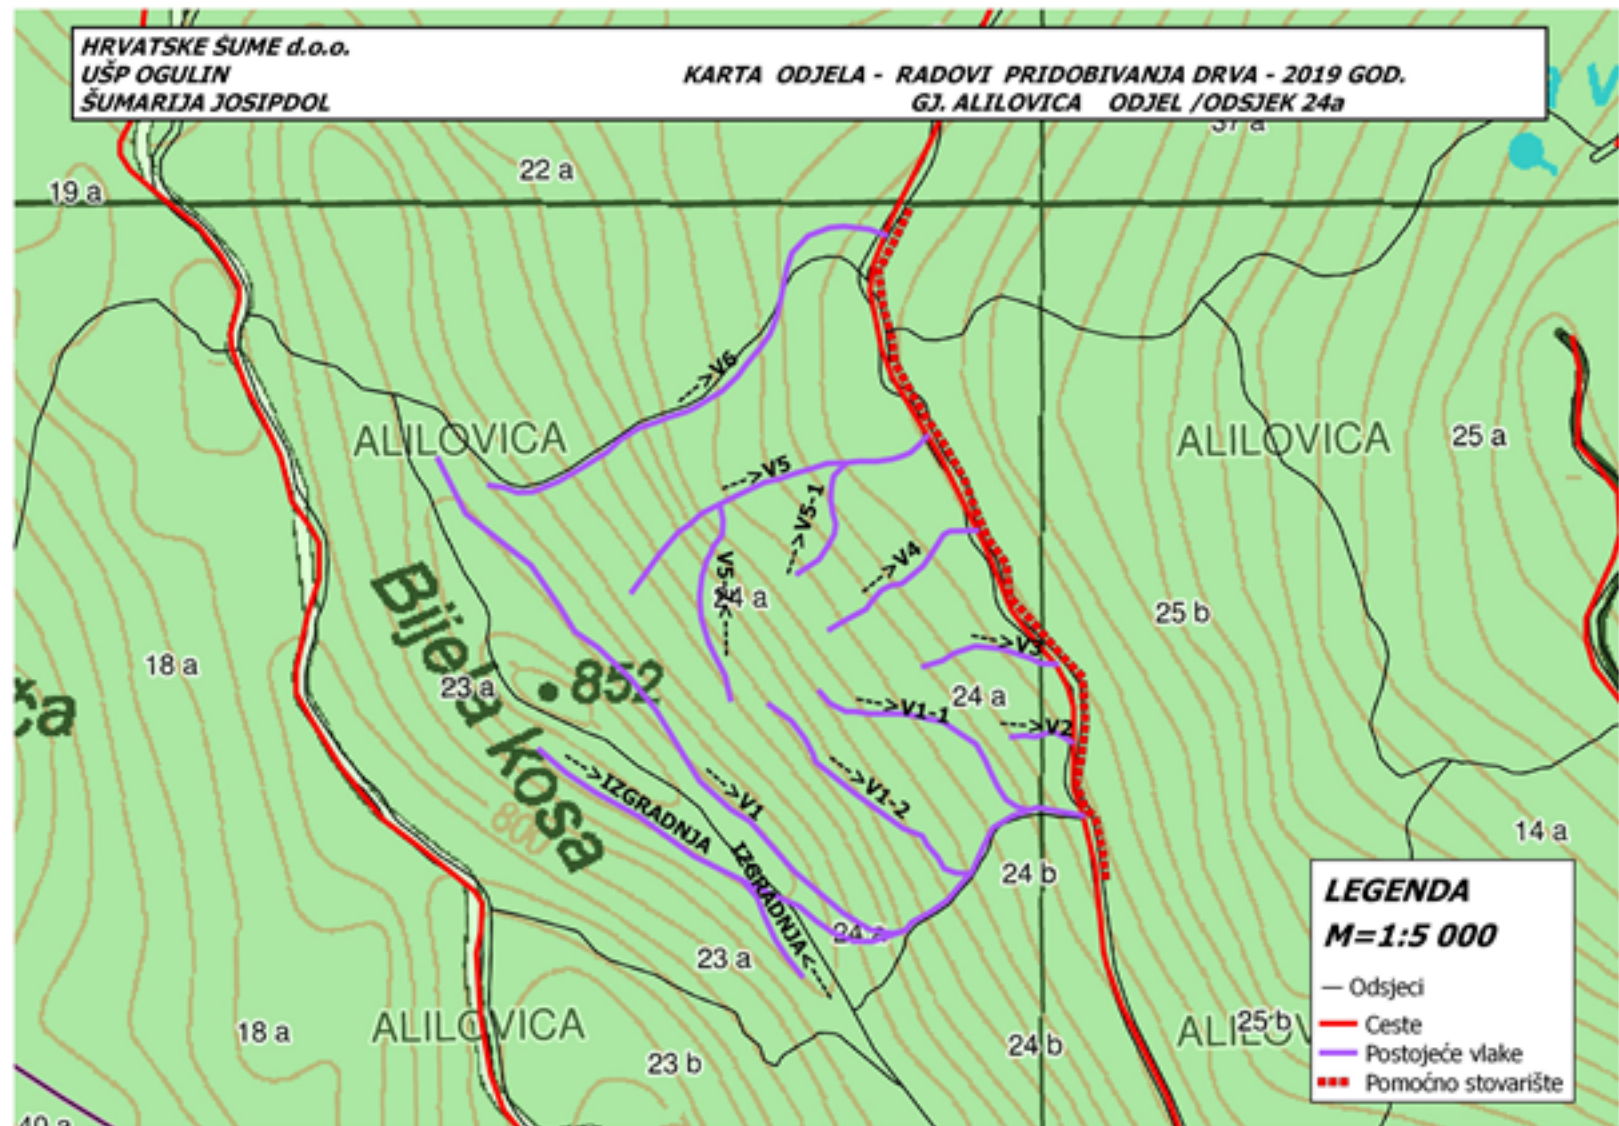 HRVATSKE ŠUME d.o.o.
UŠP OGULIN
KARTA ODJELA - RADOVI PRIDOBIVANJA DRVA - 2019 GOD.
ŠUMARIJA JOSIPDOL
GJ. ALILOVICA ODJEL /ODSJEK 24a
37 a
22 a
19 a
--->V6
ALILOVICA
ALILOVICA
25 a
--->V5
--->V5-1
--->V4
24 a
25 b
Bijela kosa
18 a
--->V3
23 a
852
24 a
--->V1-1
--->V2
--->IZGRADNJA
--->V1
--->V1-2
800
14 a
IZGRADNJA<---
24 b
23 a
24 a
18 a
ALILOVICA
23 b
24 b
25 b
LEGENDA
M=1:5 000
Odsjeci
Ceste
Postojeće vlake
Pomoćno stovarište